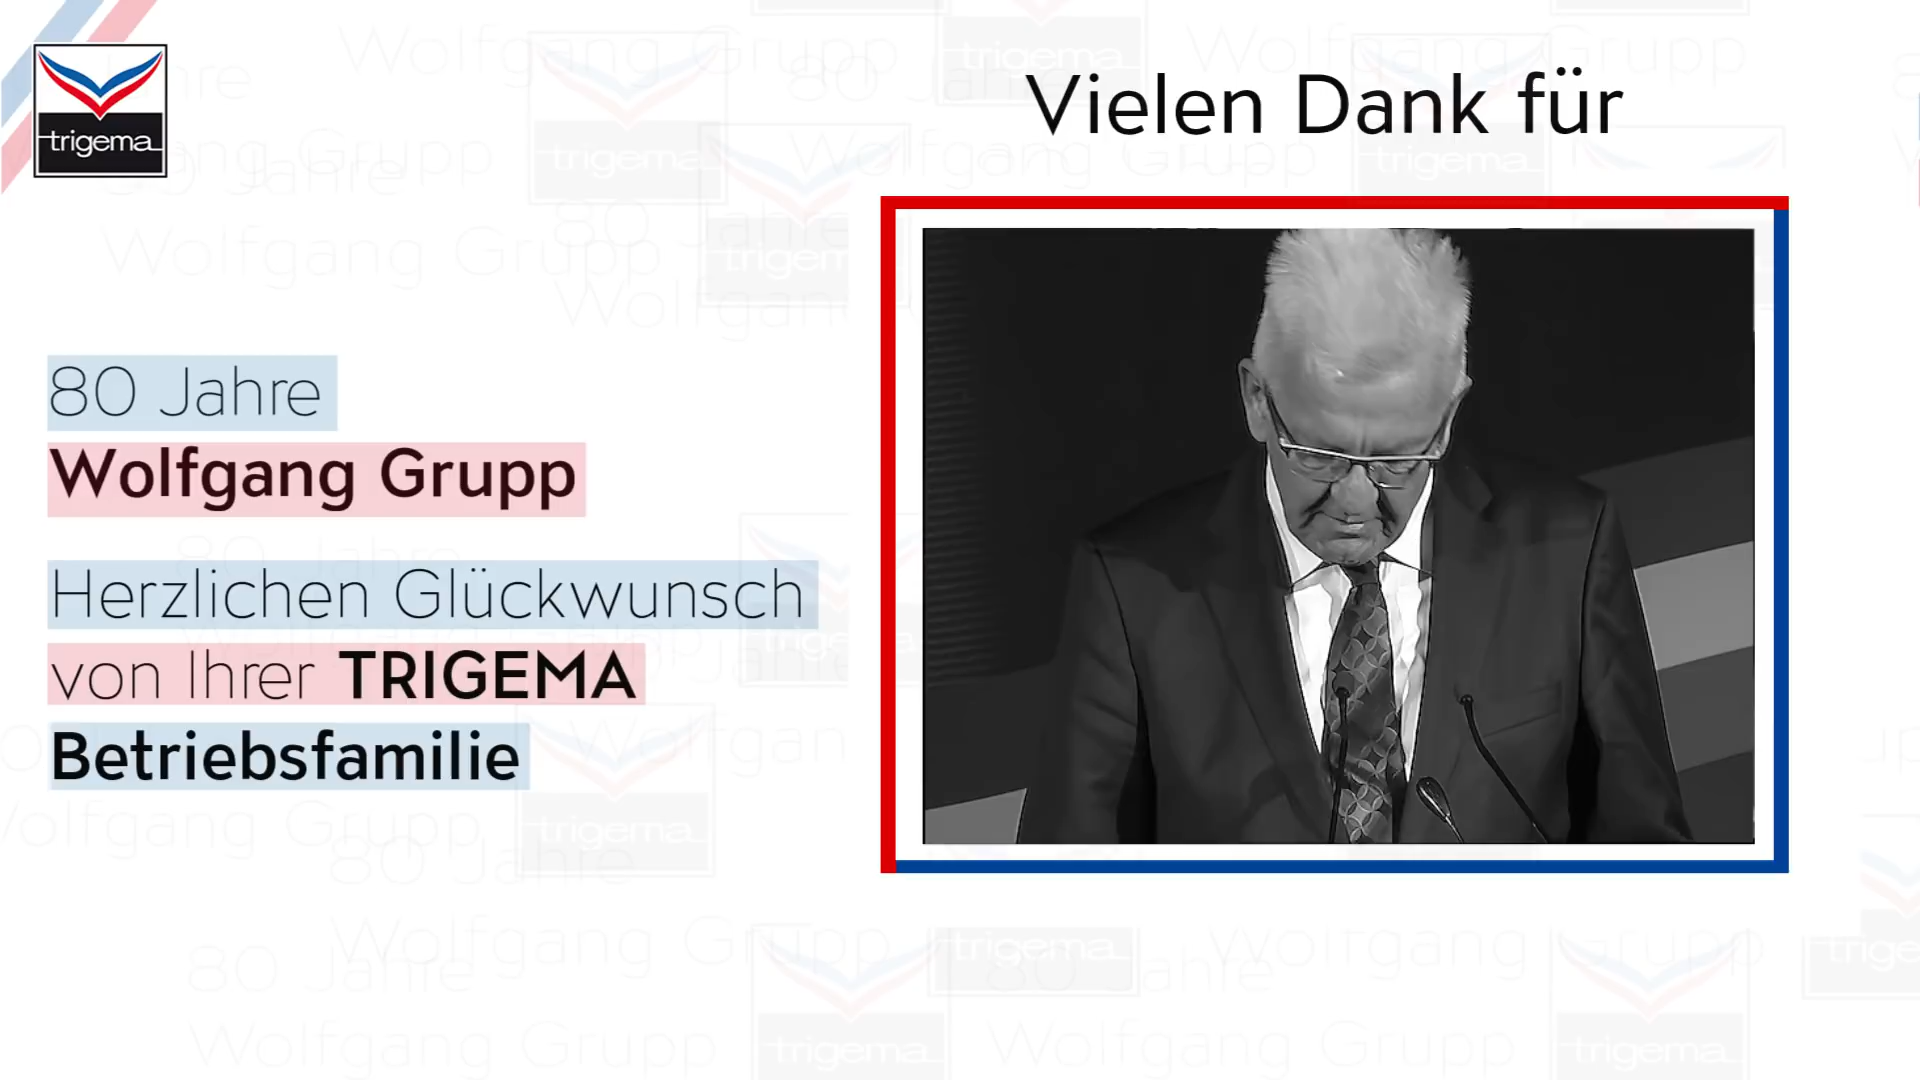 trigema
Vielen Dank für
80 Jahre
Wolfgang Grupp
Herzlichen Glückwunsch
von Ihrer TRIGEMA
Betriebsfamilie